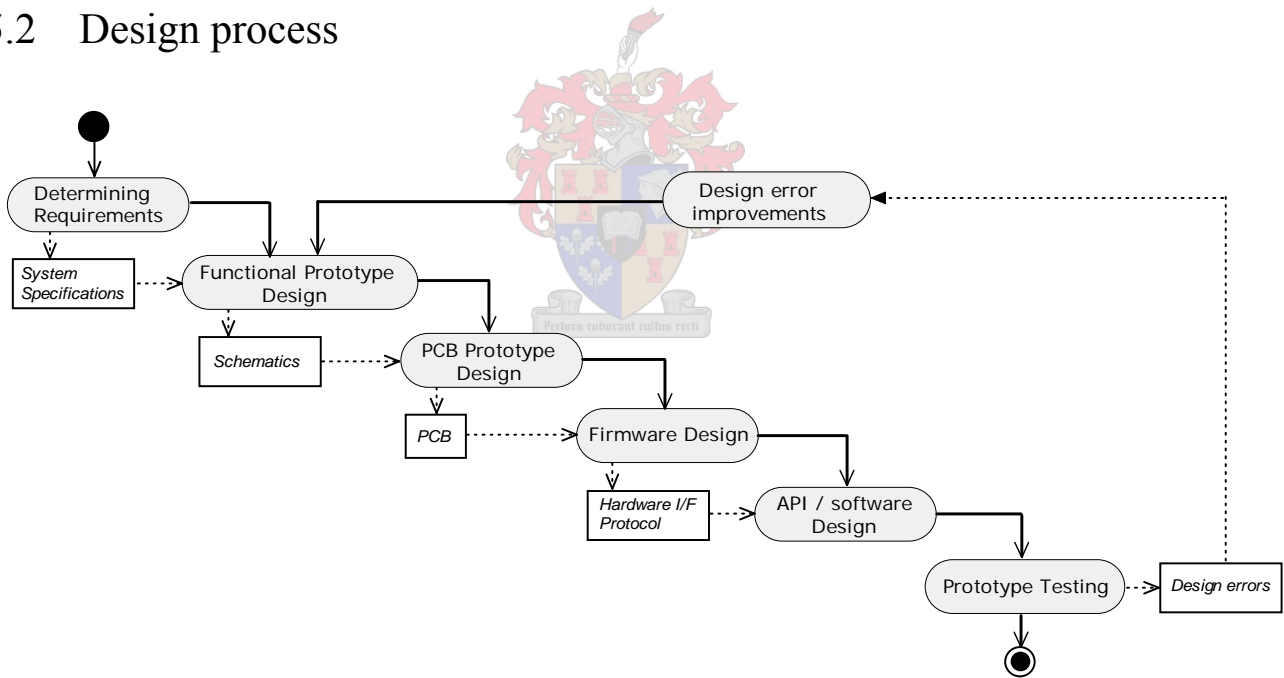 5.2 Design process
Determining
Requirements
Design error
improvements
System
Specifications
Functional Prototype
Design
Pectora roborant cultus recti
Schematics
PCB Prototype
Design
PCB
Firmware Design
Hardware I/F
Protocol
API / software
Design
Prototype Testing
Design errors